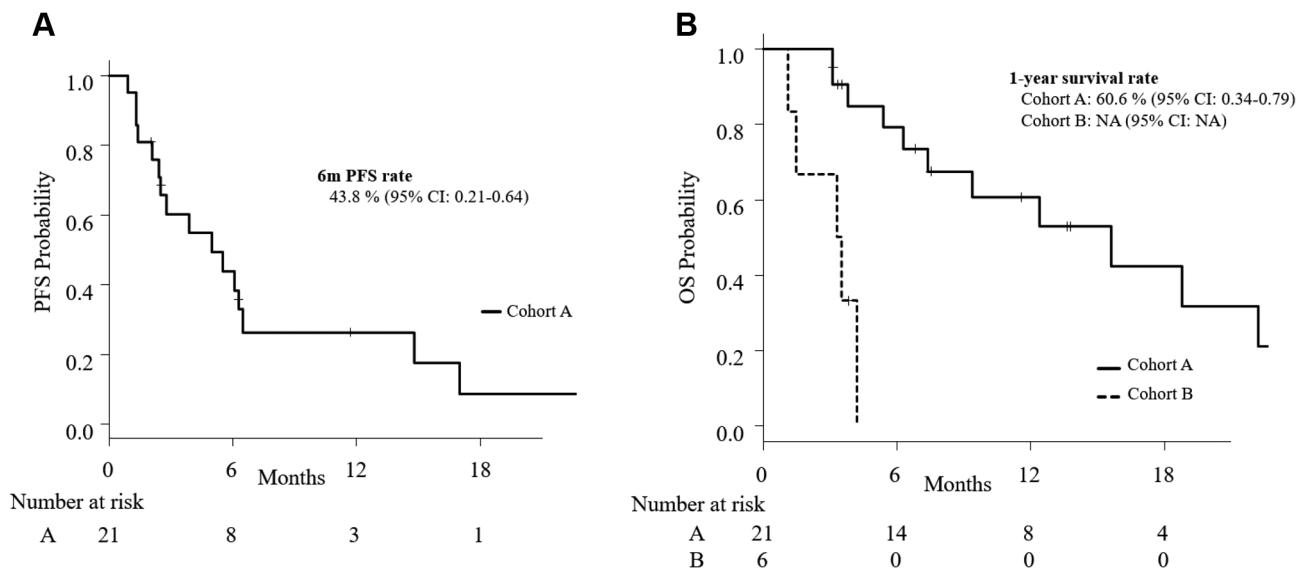 A
1.0
0.8
0.6
0.4
0.2
0.0
PFS Probability
6m PFS rate
43.8 % (95% CI: 0.21-0.64)
Cohort A
0 6 12 18
Months
Number at risk
A 21 8 3 1
B
1.0
0.8
0.6
0.4
0.2
0.0
OS Probability
1-year survival rate
Cohort A: 60.6 % (95% CI: 0.34-0.79)
Cohort B: NA (95% CI: NA)
Cohort A
Cohort B
0 6 12 18
Months
Number at risk
A 21 14 8 4
B 6 0 0 0